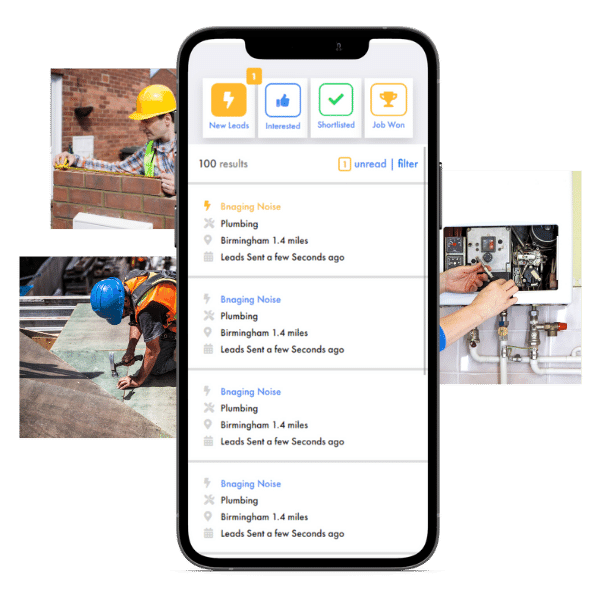 1
New Leads Interested Shortlisted Job Won
100 results 1 unread | filter
Bnaging Noise
Plumbing
Birmingham 1.4 miles
Leads Sent a few Seconds ago
Bnaging Noise
Plumbing
Birmingham 1.4 miles
Leads Sent a few Seconds ago
Bnaging Noise
Plumbing
Birmingham 1.4 miles
Leads Sent a few Seconds ago
Bnaging Noise
Plumbing
Birmingham 1.4 miles
Leads Sent a few Seconds ago